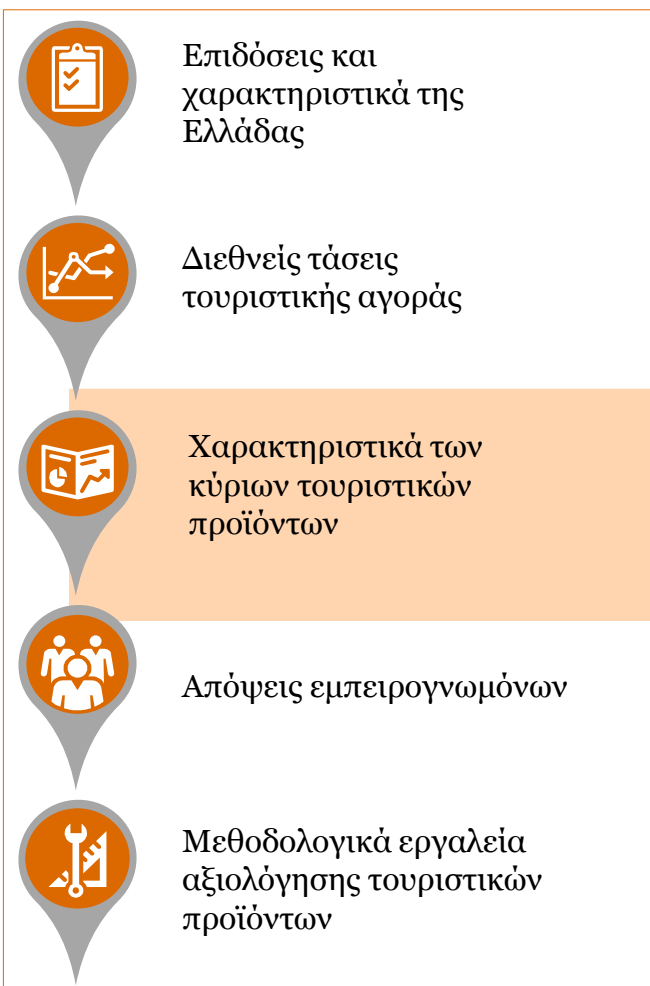 Επιδόσεις και
χαρακτηριστικά της
Ελλάδας
Διεθνείς τάσεις
τουριστικής αγοράς
Χαρακτηριστικά των
κύριων τουριστικών
προϊόντων
Απόψεις εμπειρογνωμόνων
Μεθοδολογικά εργαλεία
αξιολόγησης τουριστικών
προϊόντων